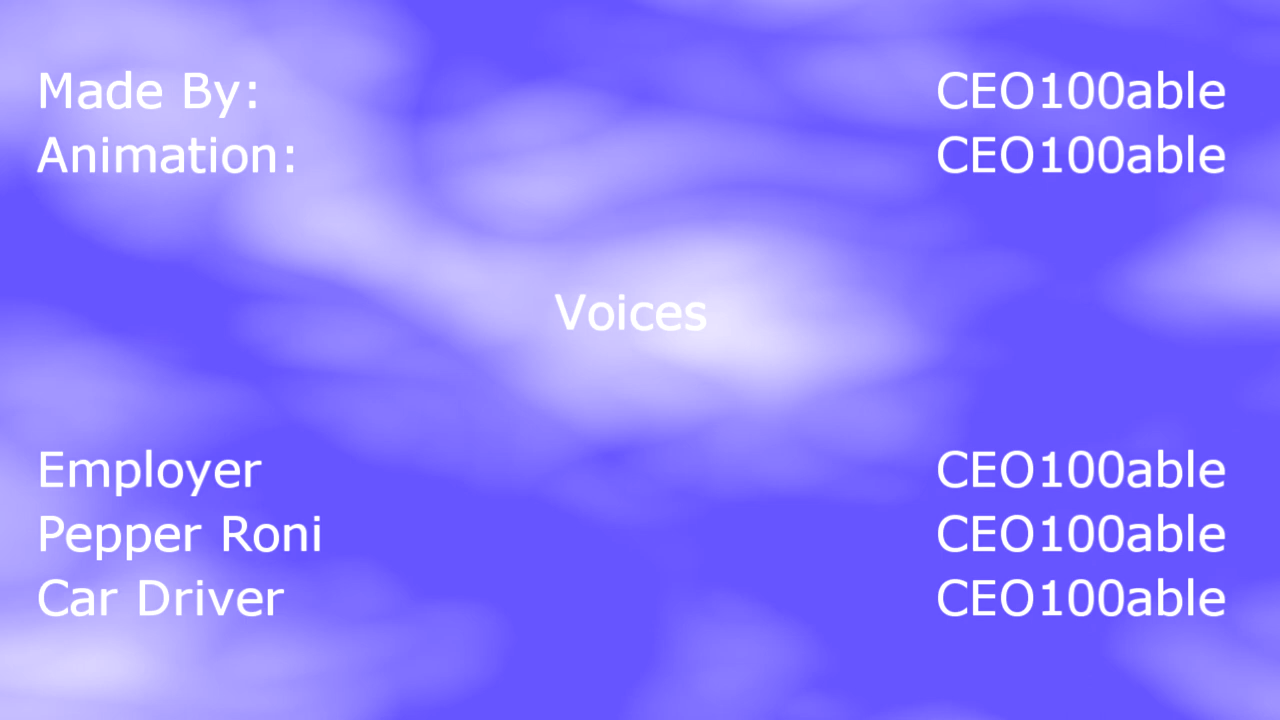 Made By: CEO100able
Animation: CEO100able
Voices
Employer CEO100able
Pepper Roni CEO100able
Car Driver CEO100able